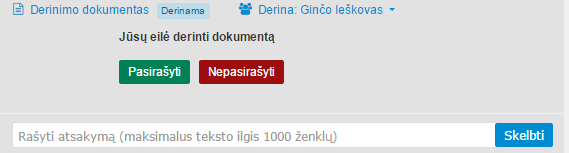 Derinimo dokumentas Derinama Derina: Ginčo Ieškovas
Jūsų eilė derinti dokumentą
Pasirašyti Nepasirašyti
Rašyti atsakymą (maksimalus teksto ilgis 1000 ženklų) Skelbti